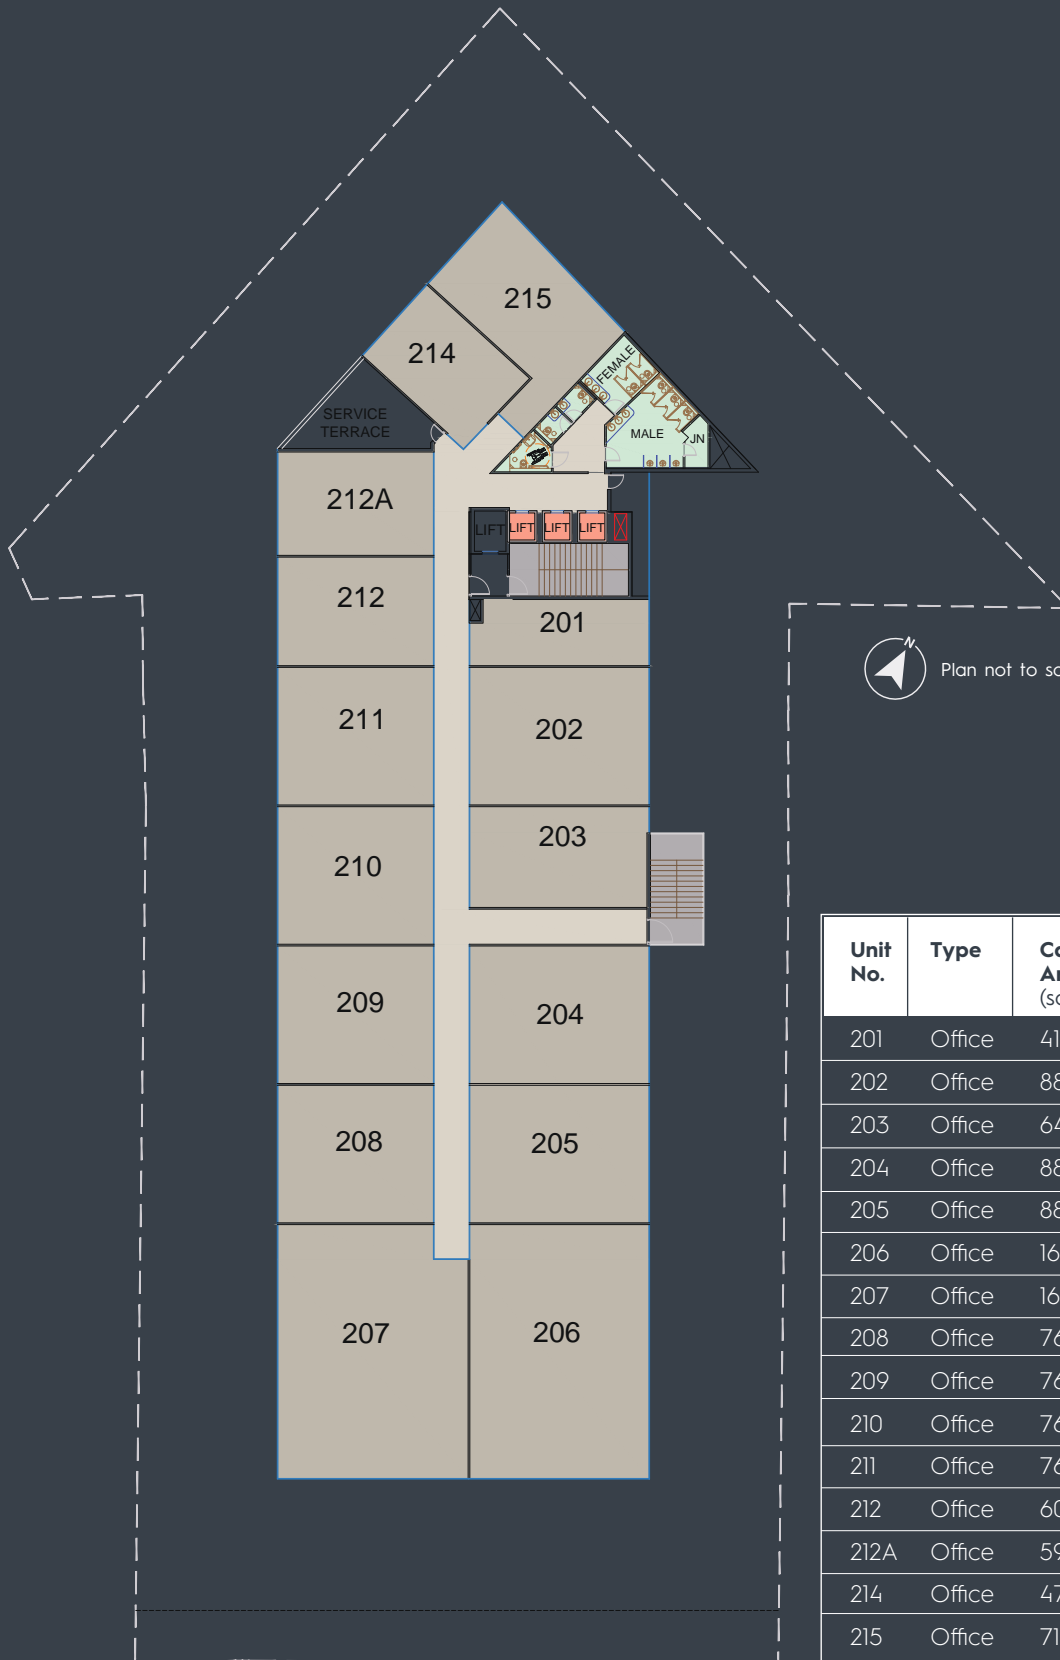 215
214
FEMALE
SERVICE
TERRACE
MALE
JN
212A
LIFT
LIFT
LIFT
LIFT
212
201
N
Plan not to
211
202
203
210
209
204
208
205
207
206
Unit
No.
Type
201 Office
202 Office
203 Office
204 Office
205 Office
206 Office
207 Office
208 Office
209 Office
210 Office
211 Office
212 Office
212A Office
214 Office
215 Office